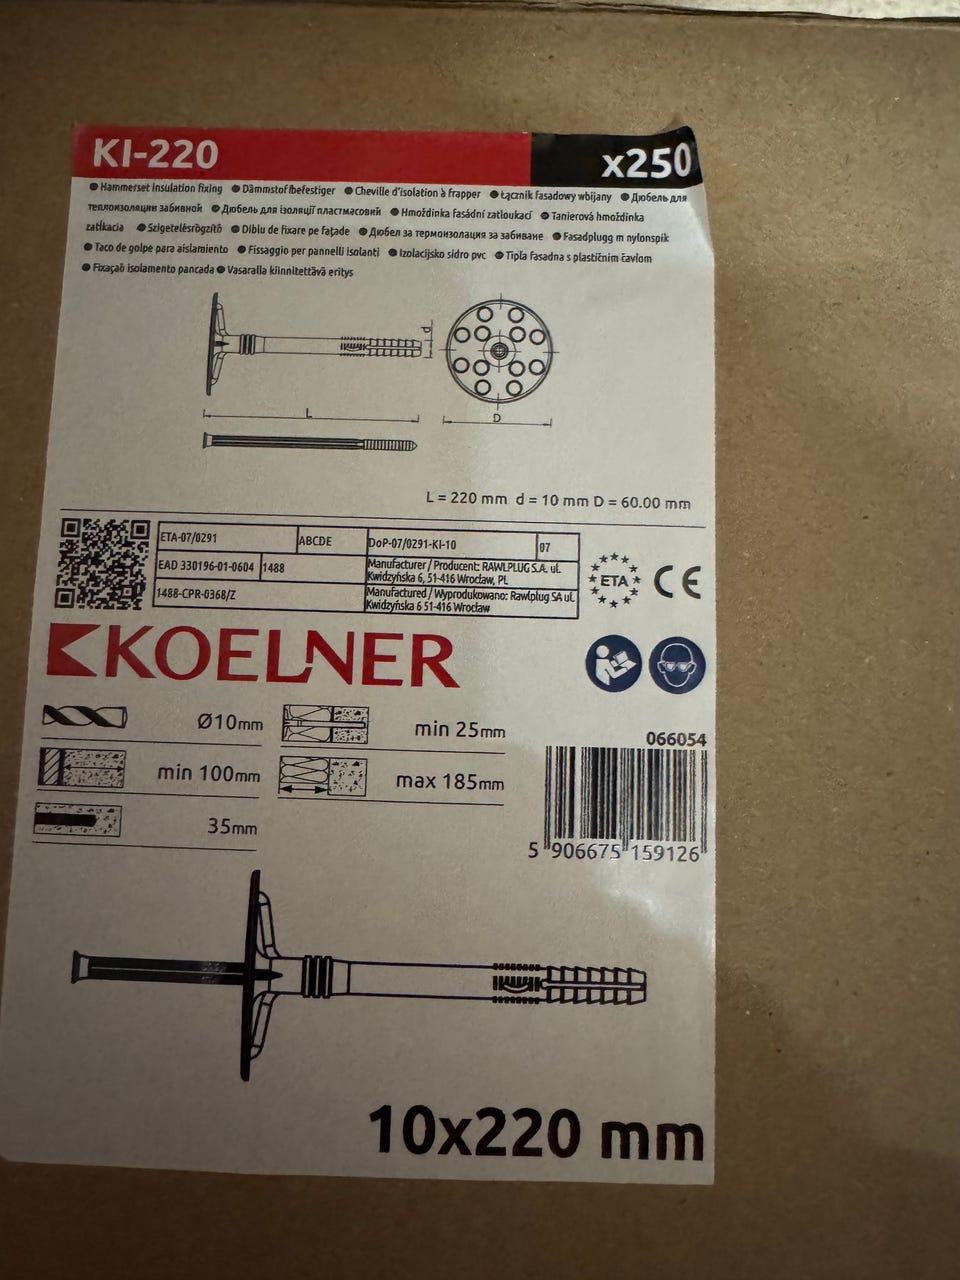 KI-220
x250
● Hammerset insulation fixing ● Dämmstoffbefestiger ● Cheville d'isolation à frapper ● Łącznik fasadowy wbijany ● Дюбель для
теплоизоляции забивной ● Дюбель для ізоляції пластмасовий ● Hmoždinka fasádní zatloukací ● Tanierová hmoždinka
zatĺkacia ● Szigetelésrögzítő ● Diblu de fixare pe fațade ● Дюбел за термоизолация за забиване ● Fasadplugg m nylonspik
● Taco de golpe para aislamiento ● Fissaggio per pannelli isolanti ● Izolacijsko sidro pvc ● Tipla fasadna s plastičnim čavlom
● Fixaçaō isolamento pancada ● Vasaralla kiinnitettävä eritys
d
L
D
L = 220 mm d = 10 mm D = 60.00 mm
ETA-07/0291
ABCDE
DoP-07/0291-KI-10
07
EAD 330196-01-0604
1488
Manufacturer / Producent: RAWLPLUG S.A. ul.
Kwidzyńska 6, 51-416 Wrocław, PL
1488-CPR-0368/Z
Manufactured / Wyprodukowano: Rawlplug SA ul.
Kwidzyńska 6 51-416 Wrocław
ETA
CE
KOELNER
Ø10mm
min 25mm
min 100mm
max 185mm
35mm
066054
5 906675 159126
10x220 mm